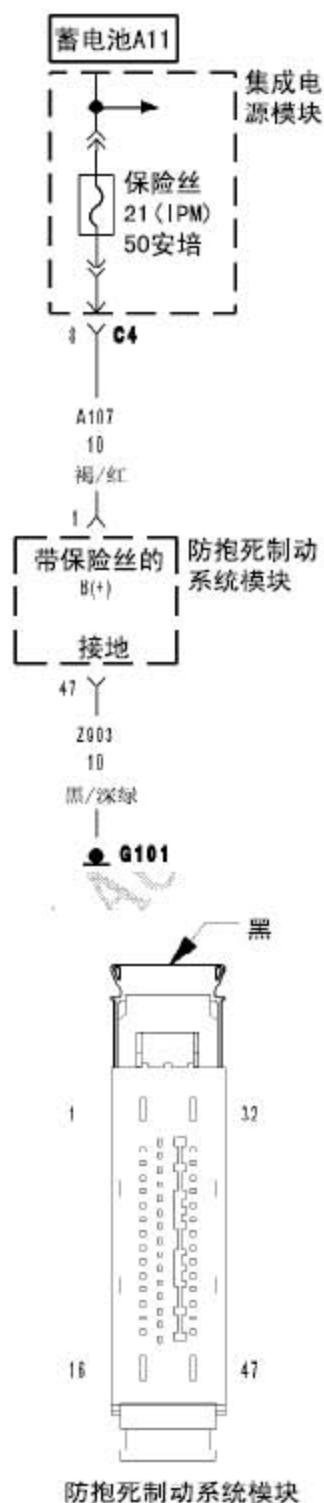 蓄电池A11
集成电
源模块
保险丝
21(IPM)
50安培
8 C4
A107
10
褐/红
1
防抱死制动
系统模块
带保险丝的
B(+)
接地
47
Z903
10
黑/深绿
G101
黑
1 32
16 47
防抱死制动系统模块